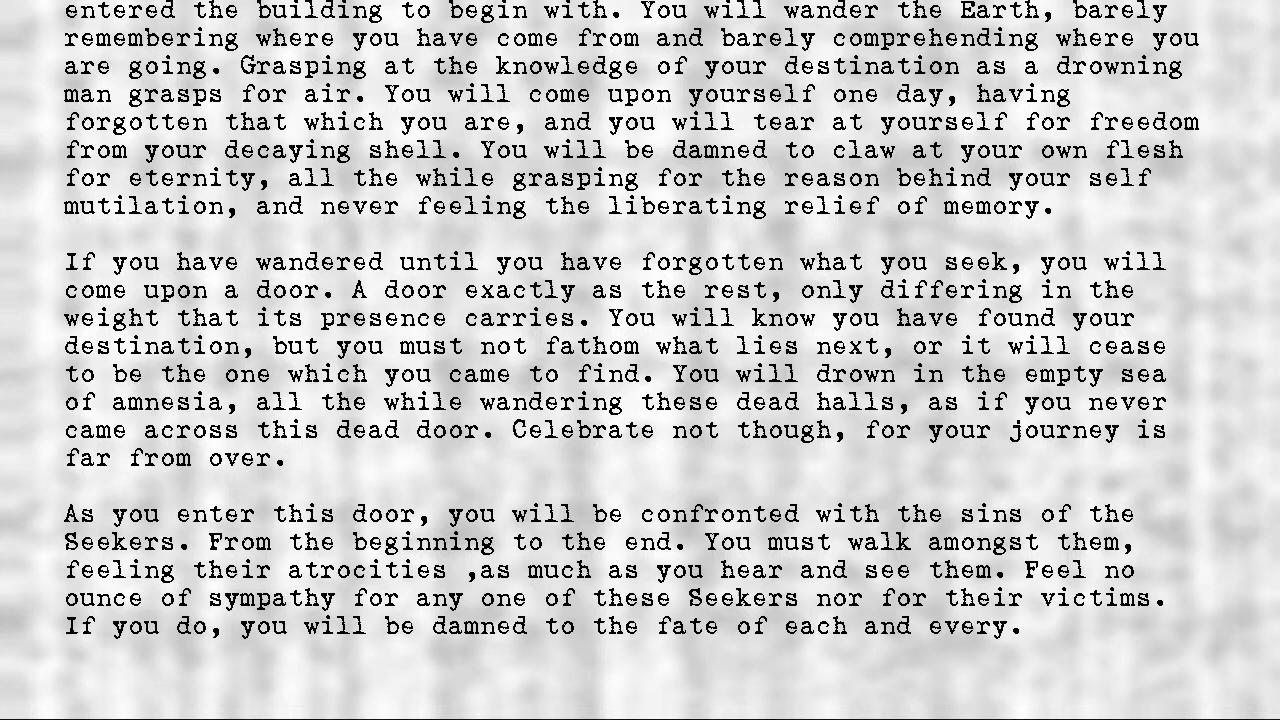 entered the building to begin with. You will wander the Earth, barely
remembering where you have come from and barely comprehending where you
are going. Grasping at the knowledge of your destination as a drowning
man grasps for air. You will come upon yourself one day, having
forgotten that which you are, and you will tear at yourself for freedom
from your decaying shell. You will be damned to claw at your own flesh
for eternity, all the while grasping for the reason behind your self
mutilation, and never feeling the liberating relief of memory.
If you have wandered until you have forgotten what you seek, you will
come upon a door. A door exactly as the rest, only differing in the
weight that its presence carries. You will know you have found your
destination, but you must not fathom what lies next, or it will cease
to be the one which you came to find. You will drown in the empty sea
of amnesia, all the while wandering these dead halls, as if you never
came across this dead door. Celebrate not though, for your journey is
far from over.
As you enter this door, you will be confronted with the sins of the
Seekers. From the beginning to the end. You must walk amongst them,
feeling their atrocities ,as much as you hear and see them. Feel no
ounce of sympathy for any one of these Seekers nor for their victims.
If you do, you will be damned to the fate of each and every.